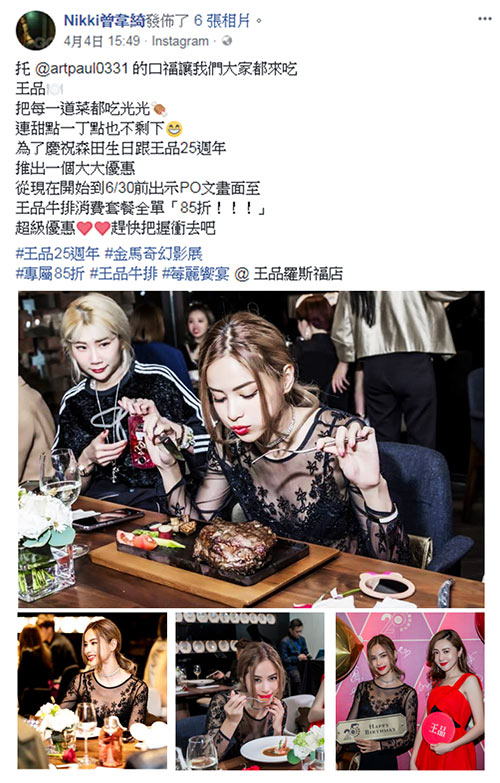 Nikki曾韋綺發佈了 6 張相片。
4月4日 15:49 · Instagram ·
托 @artpaul0331 的口福讓我們大家都來吃
王品🍽
把每一道菜都吃光光🍖
連甜點一丁點也不剩下😁
為了慶祝森田生日跟王品25週年
推出一個大大優惠
從現在開始到6/30前出示PO文畫面至
王品牛排消費套餐全單「85折！！！」
超級優惠❤️❤️趕快把握衝去吧
#王品25週年 #金馬奇幻影展
#專屬85折 #王品牛排 #莓麗饗宴 @ 王品羅斯福店
HAPPY
BIRTHDAY
王品